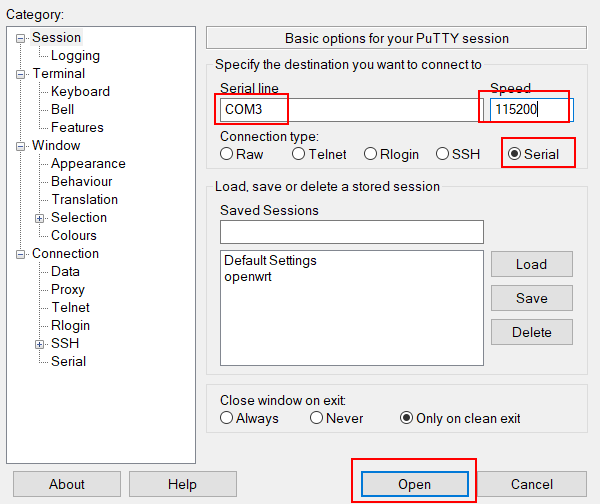 Category:
Session
Logging
Terminal
Keyboard
Bell
Features
Window
Appearance
Behaviour
Translation
Selection
Colours
Connection
Data
Proxy
Telnet
Rlogin
SSH
Serial
Basic options for your PuTTY session
Specify the destination you want to connect to
Serial line Speed
COM3 115200
Connection type:
Raw Telnet Rlogin SSH Serial
Load, save or delete a stored session
Saved Sessions
Default Settings
openwrt
Load
Save
Delete
Close window on exit:
Always Never Only on clean exit
About Help Open Cancel